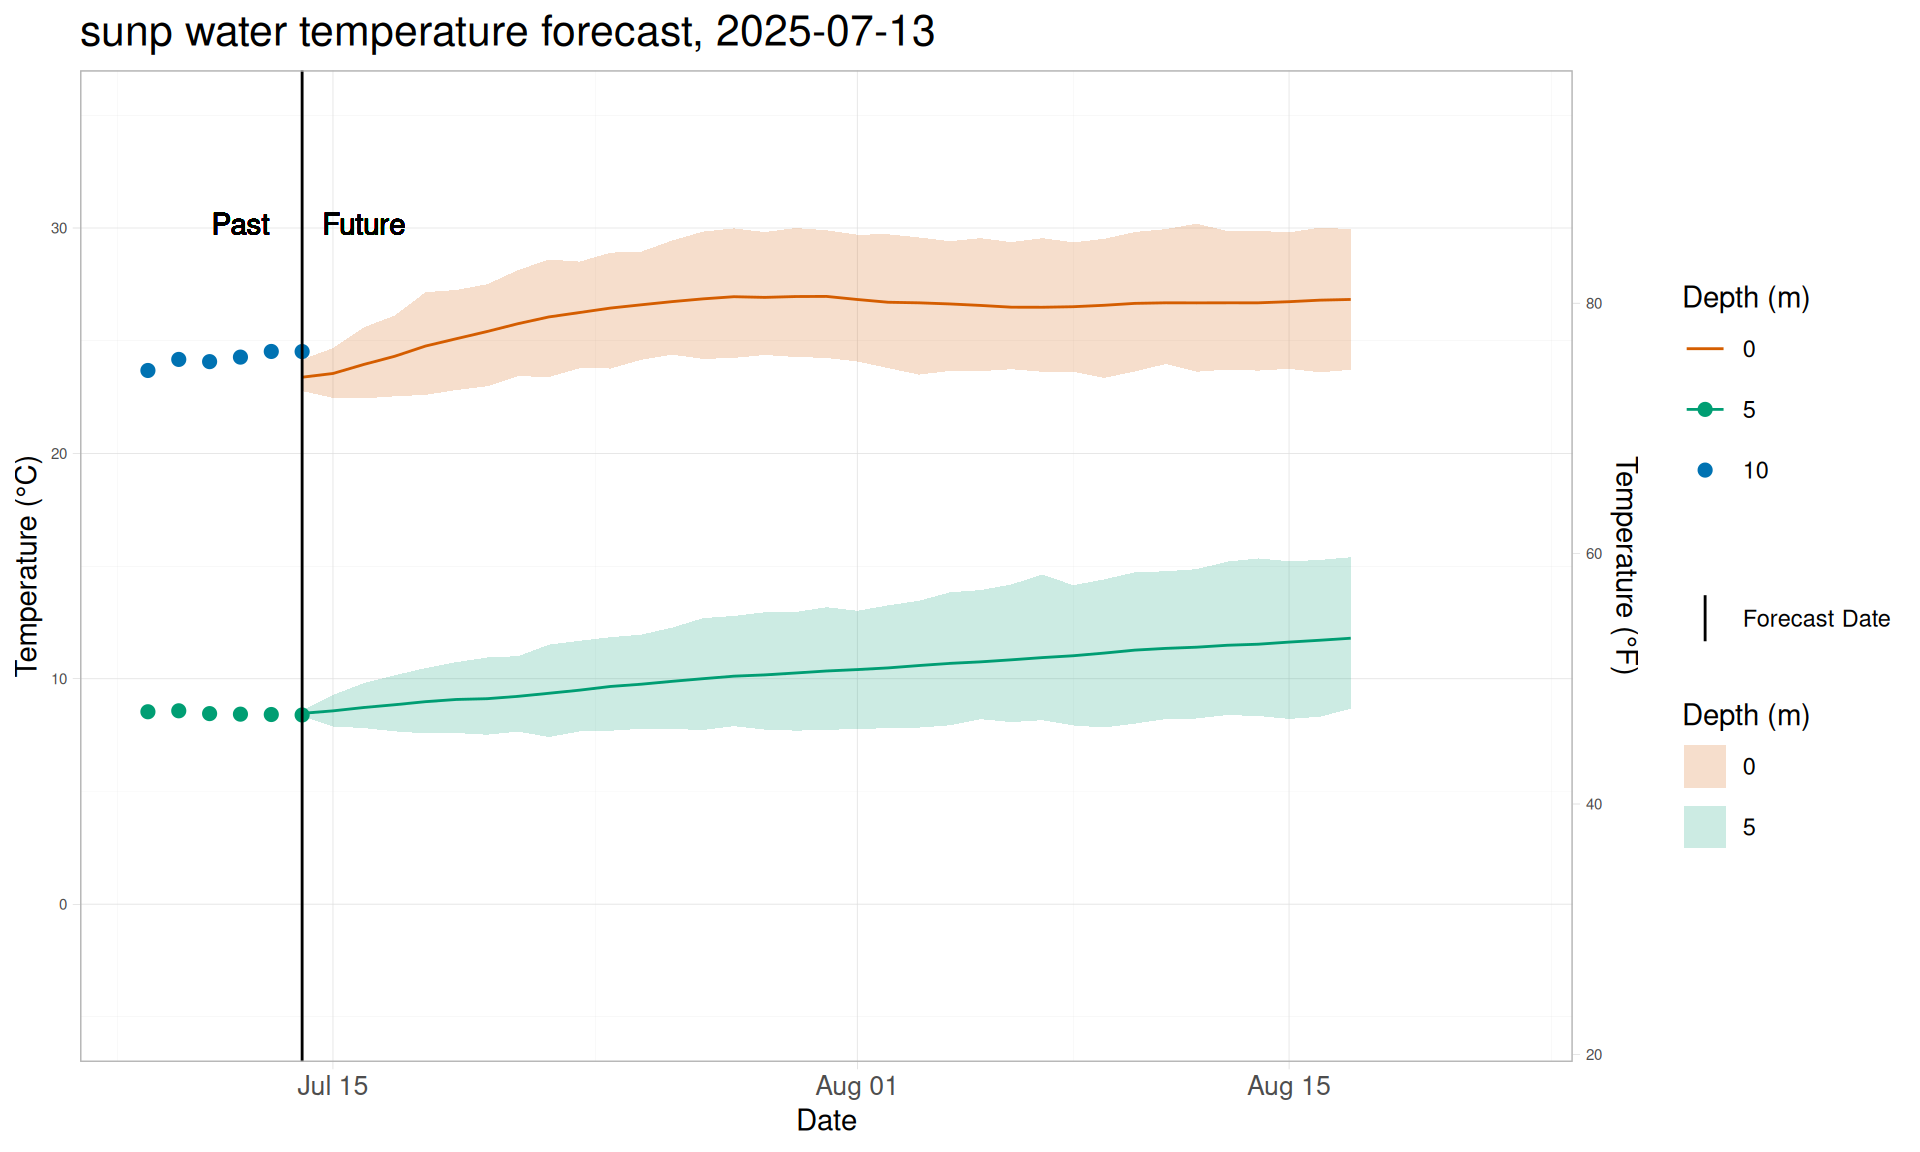 sunp water temperature forecast, 2025-07-13
Past
Future
30
20
10
0
Temperature (°C)
80
60
40
20
Temperature (°F)
Jul 15
Aug 01
Aug 15
Date
Depth (m)
0
5
10
Forecast Date
Depth (m)
0
5